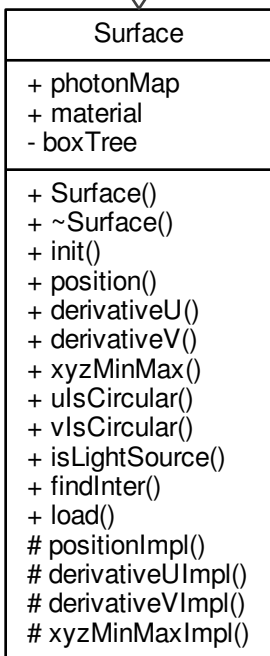 Surface
+ photonMap
+ material
- boxTree
+ Surface()
+ ~Surface()
+ init()
+ position()
+ derivativeU()
+ derivativeV()
+ xyzMinMax()
+ uIsCircular()
+ vIsCircular()
+ isLightSource()
+ findInter()
+ load()
# positionImpl()
# derivativeUImpl()
# derivativeVImpl()
# xyzMinMaxImpl()